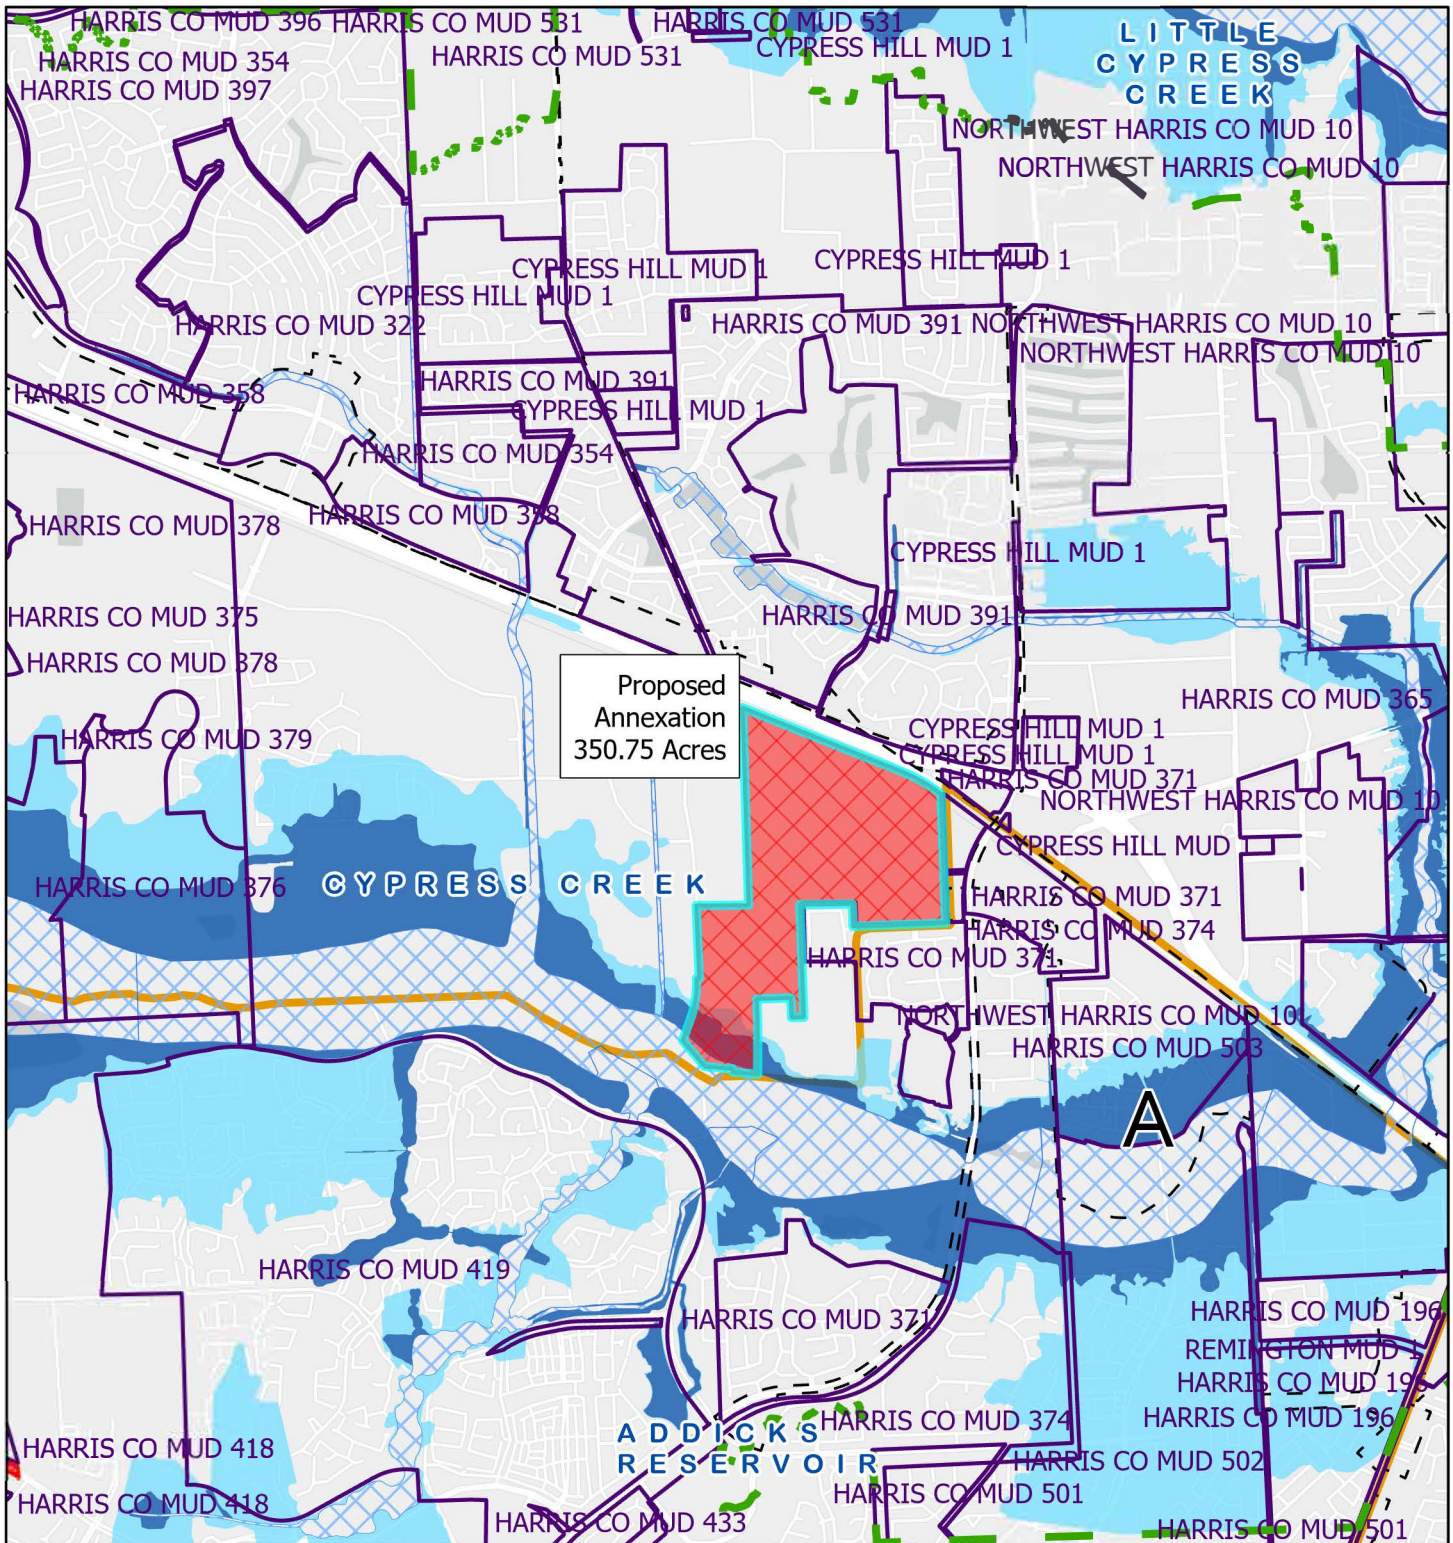 HARRIS CO MUD 396
HARRIS CO MUD 531
HARRIS CO MUD 531
LITTLE
CYPRESS
CREEK
HARRIS CO MUD 354
HARRIS CO MUD 531
CYPRESS HILL MUD 1
HARRIS CO MUD 397
NORTHWEST HARRIS CO MUD 10
NORTHWEST HARRIS CO MUD 10
CYPRESS HILL MUD 1
CYPRESS HILL MUD 1
CYPRESS HILL MUD 1
HARRIS CO MUD 322
HARRIS CO MUD 391
NORTHWEST HARRIS CO MUD 10
NORTHWEST HARRIS CO MUD 10
HARRIS CO MUD 358
HARRIS CO MUD 391
CYPRESS HILL MUD 1
HARRIS CO MUD 354
HARRIS CO MUD 358
HARRIS CO MUD 378
CYPRESS HILL MUD 1
HARRIS CO MUD 375
HARRIS CO MUD 391
HARRIS CO MUD 378
Proposed
Annexation
350.75 Acres
HARRIS CO MUD 365
HARRIS CO MUD 379
CYPRESS HILL MUD 1
CYPRESS HILL MUD 1
HARRIS CO MUD 371
NORTHWEST HARRIS CO MUD 10
CYPRESS HILL MUD
HARRIS CO MUD 376
CYPRESS CREEK
HARRIS CO MUD 371
HARRIS CO MUD 374
HARRIS CO MUD 371
NORTHWEST HARRIS CO MUD 10
HARRIS CO MUD 503
A
HARRIS CO MUD 419
HARRIS CO MUD 371
HARRIS CO MUD 196
REMINGTON MUD 1
HARRIS CO MUD 196
HARRIS CO MUD 196
HARRIS CO MUD 374
ADDICKS
RESERVOIR
HARRIS CO MUD 418
HARRIS CO MUD 502
HARRIS CO MUD 501
HARRIS CO MUD 418
HARRIS CO MUD 433
HARRIS CO MUD 501